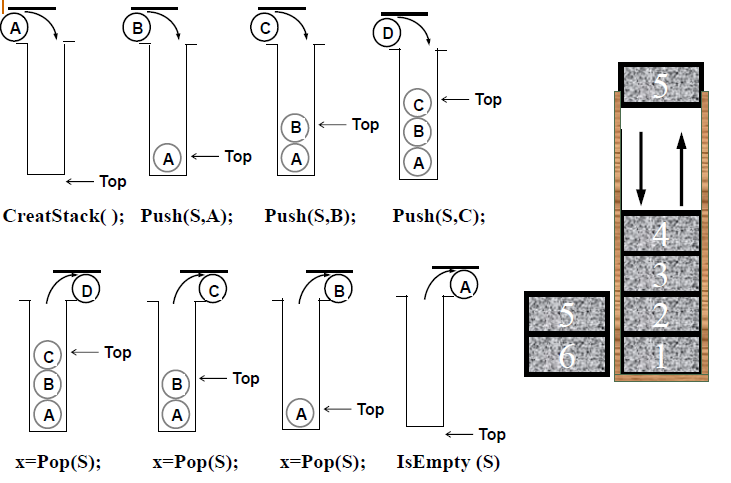 A B C D
C
B B
A A A
Top Top Top Top
CreatStack( ); Push(S,A); Push(S,B); Push(S,C);
D C B A
C
B B
A A A
Top Top Top Top
x=Pop(S); x=Pop(S); x=Pop(S); IsEmpty (S)
5
4
3
5 2
6 1